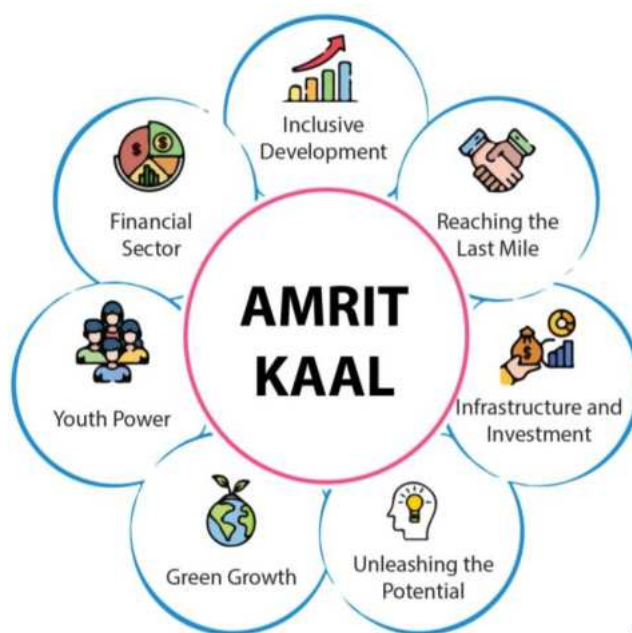 Inclusive
Development
Reaching the
Last Mile
Infrastructure and
Investment
Unleashing the
Potential
Green Growth
Youth Power
Financial
Sector
AMRIT
KAAL